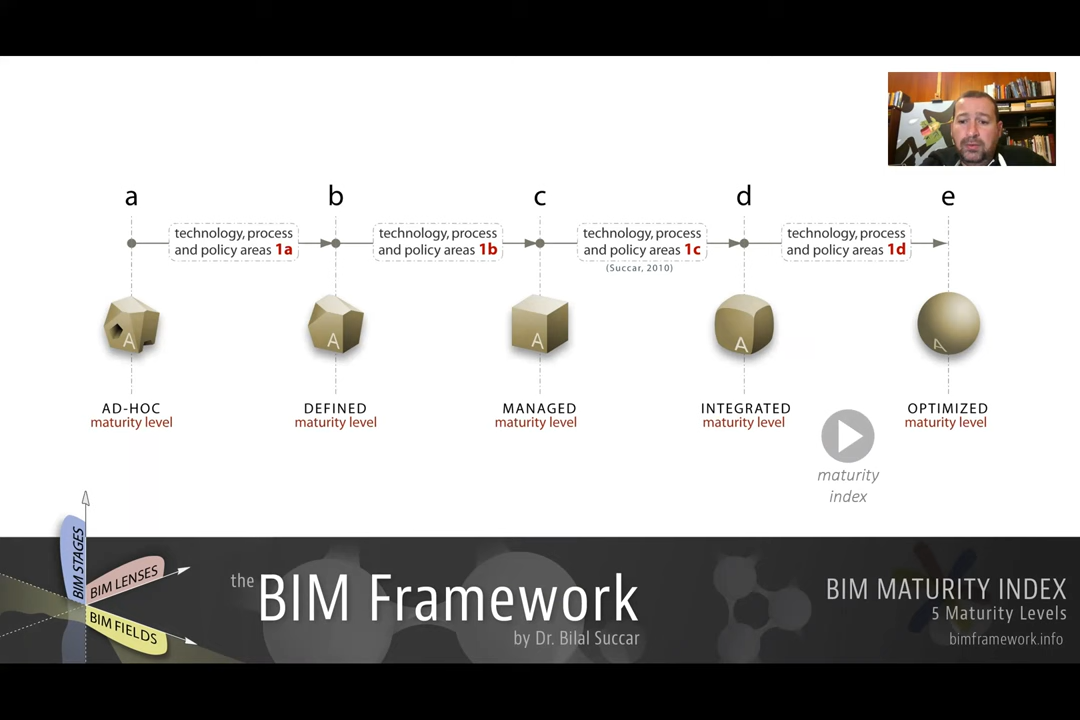 a b c d e
technology, process and policy areas 1a
technology, process and policy areas 1b
technology, process and policy areas 1c
(Succar, 2010)
technology, process and policy areas 1d
A A A A A
AD-HOC
maturity level
DEFINED
maturity level
MANAGED
maturity level
INTEGRATED
maturity level
OPTIMIZED
maturity level
maturity
index
BIM STAGES
BIM LENSES
BIM FIELDS
the BIM Framework
by Dr. Bilal Succar
BIM MATURITY INDEX
5 Maturity Levels
bimframework.info